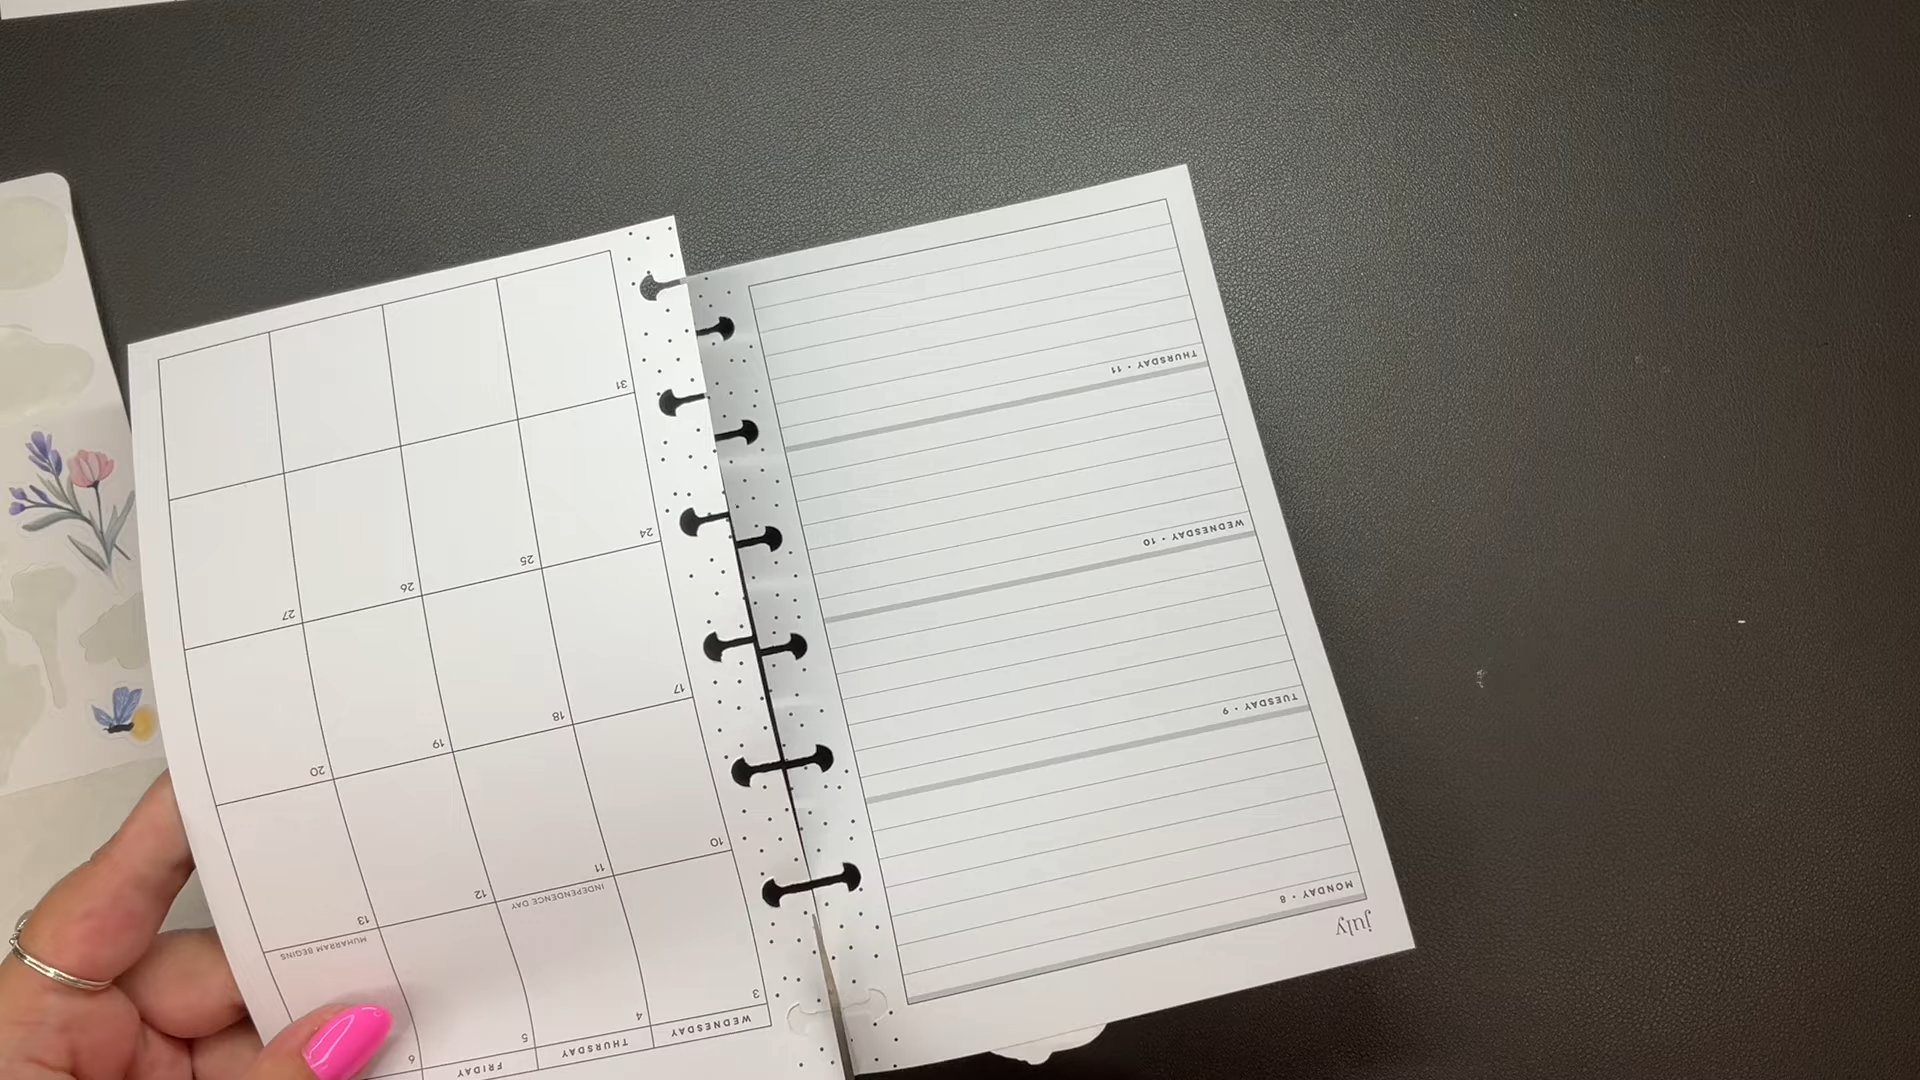 WEDNESDAY
THURSDAY
FRIDAY
3
4
5
6
INDEPENDENCE DAY
MUHARRAM BEGINS
10
11
12
13
17
18
19
20
24
25
26
27
31
july
MONDAY • 8
TUESDAY • 9
WEDNESDAY • 10
THURSDAY • 11